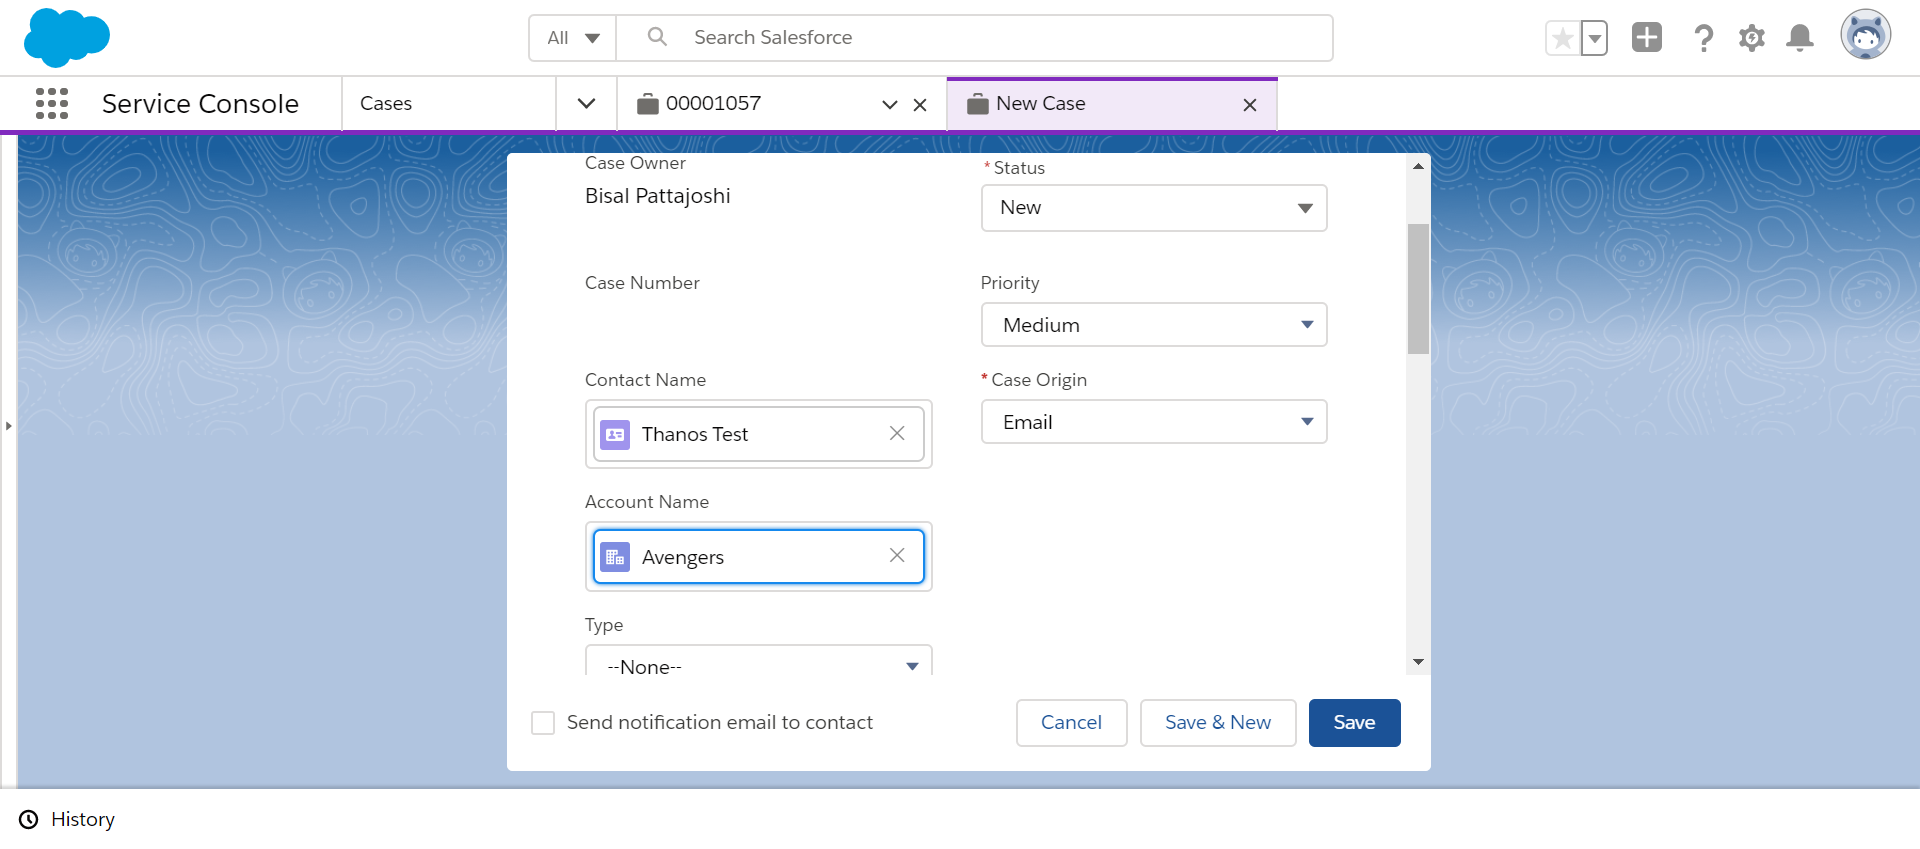 All
Search Salesforce
Service Console
Cases
00001057
New Case
Case Owner
Bisal Pattajoshi
* Status
New
Case Number
Priority
Medium
Contact Name
Thanos Test
* Case Origin
Email
Account Name
Avengers
Type
--None--
Send notification email to contact
Cancel
Save & New
Save
History